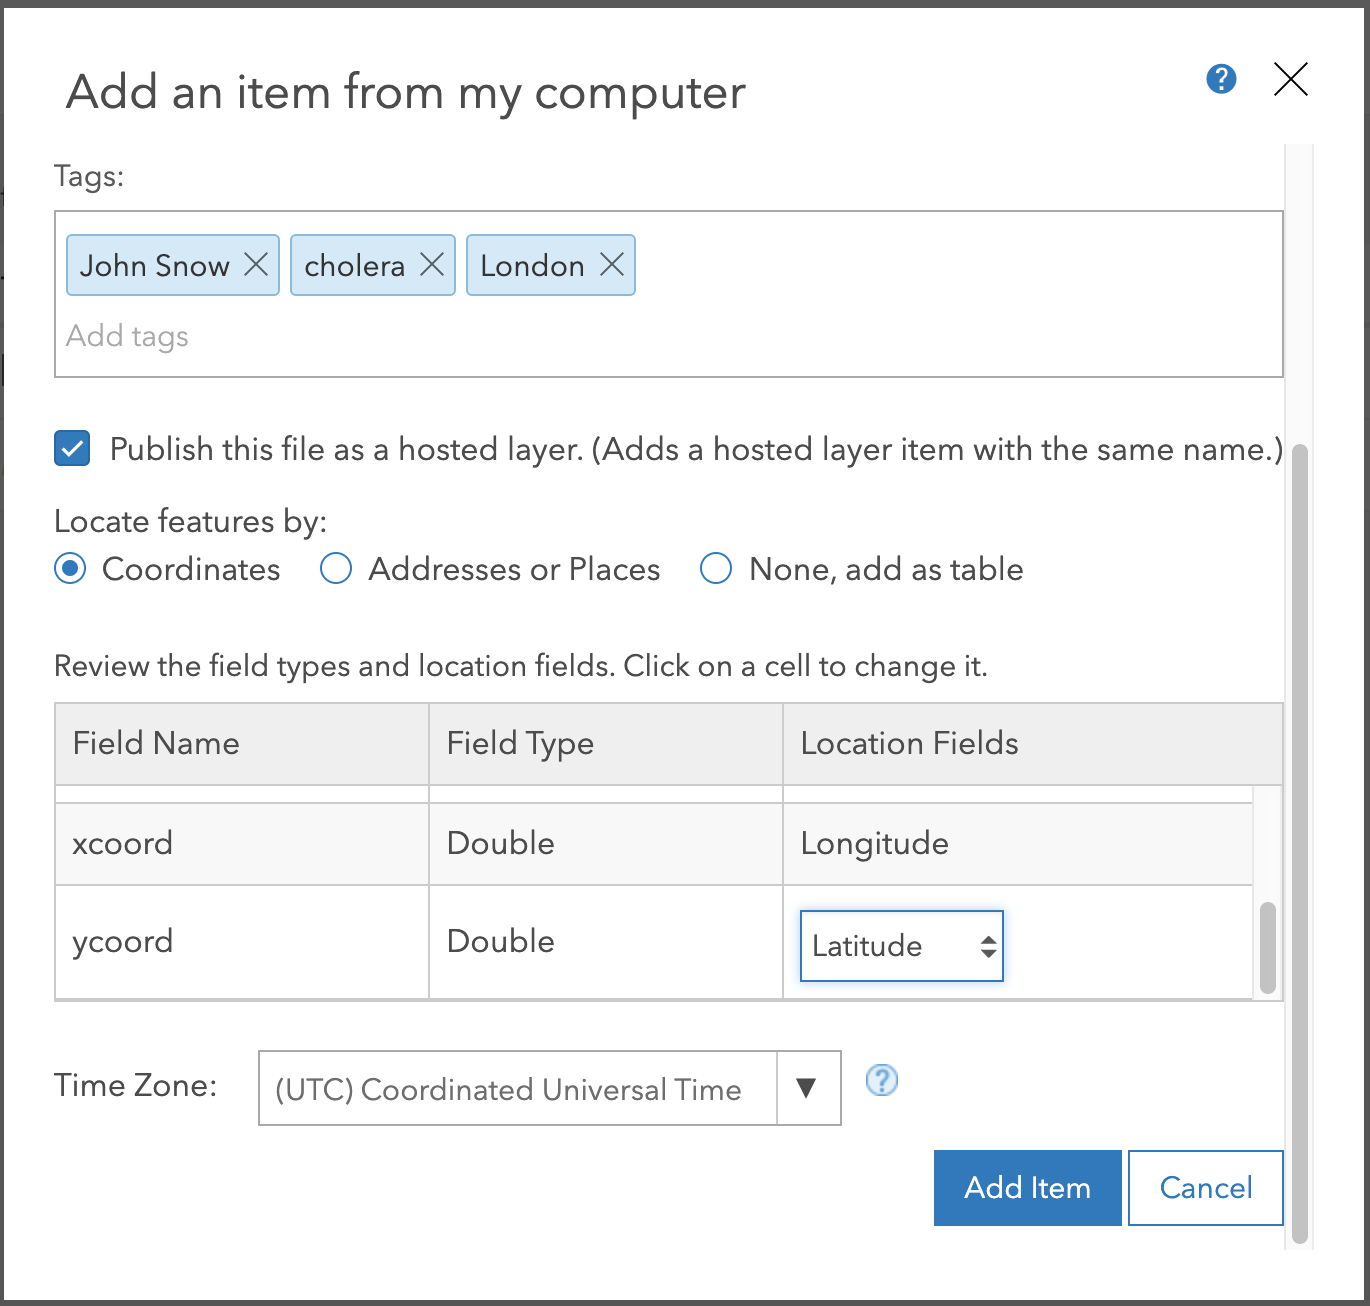 Add an item from my computer
Tags:
John Snow cholera London
Add tags
Publish this file as a hosted layer. (Adds a hosted layer item with the same name.)
Locate features by:
Coordinates Addresses or Places None, add as table
Review the field types and location fields. Click on a cell to change it.
Field Name Field Type Location Fields
xcoord Double Longitude
ycoord Double Latitude
Time Zone: (UTC) Coordinated Universal Time
Add Item Cancel